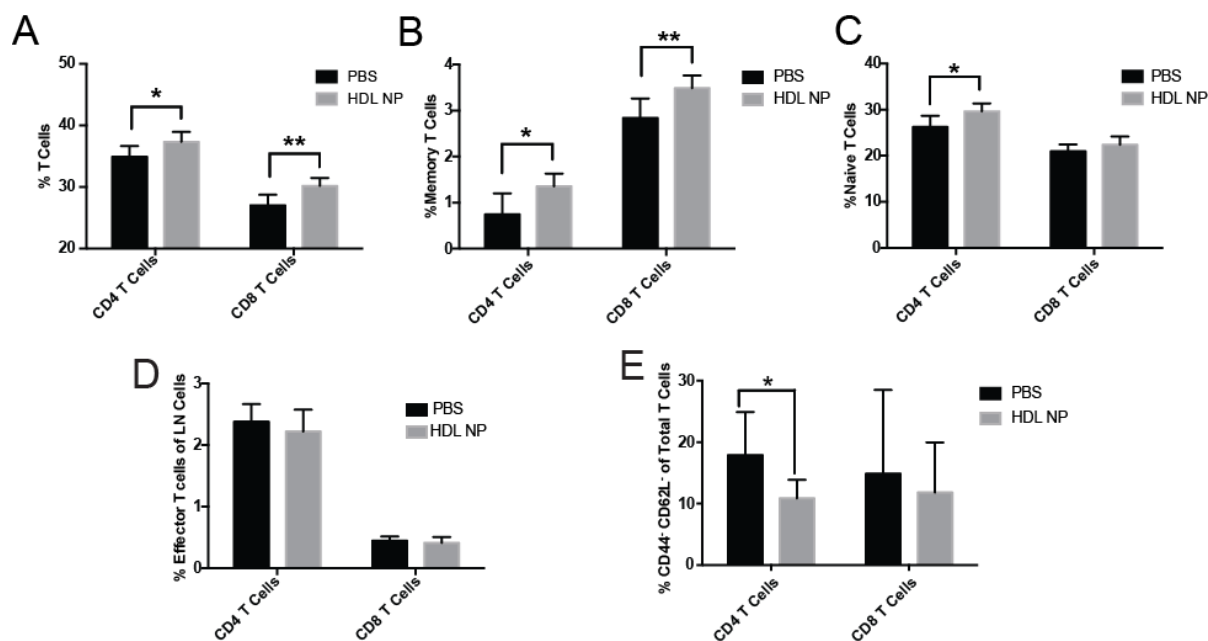 A
% T Cells
50
40
30
20
*
**
PBS
HDL NP
CD4 T Cells
CD8 T Cells
B
%Memory T Cells
4
3
2
1
0
*
**
PBS
HDL NP
CD4 T Cells
CD8 T Cells
C
%Naive T Cells
40
30
20
10
0
*
PBS
HDL NP
CD4 T Cells
CD8 T Cells
D
% Effector T cells of LN Cells
3
2
1
0
PBS
HDL NP
CD4 T Cells
CD8 T Cells
E
% CD44⁻ CD62L⁻ of Total T Cells
30
20
10
0
*
PBS
HDL NP
CD4 T Cells
CD8 T Cells